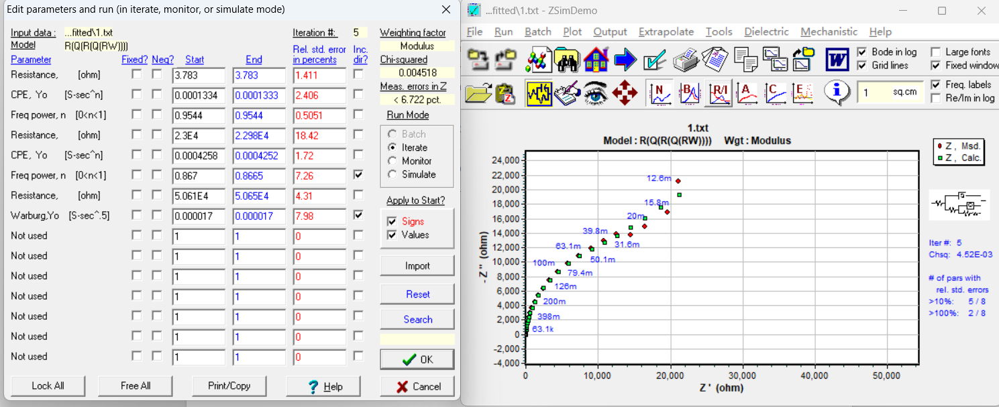 Edit parameters and run (in iterate, monitor, or simulate mode)
Input data : ...fitted\1.txt Iteration #: 5 Weighting factor
Model R(Q(R(Q(RW)))) Modulus
Parameter Fixed? Neg? Start End Rel. std. error in percents Inc. dir? Chi-squared
Resistance, [ohm] 3.783 3.783 1.411 0.004518
CPE, Yo [S-sec^n] 0.0001334 0.0001333 2.406 Meas. errors in Z
< 6.722 pct.
Freq power, n [0<n<1] 0.9544 0.9544 0.5051 Run Mode
Resistance, [ohm] 2.3E4 2.298E4 18.42 Batch
Iterate
CPE, Yo [S-sec^n] 0.0004258 0.0004252 1.72 Monitor
Freq power, n [0<n<1] 0.867 0.8665 7.26 Simulate
Resistance, [ohm] 5.061E4 5.065E4 4.31 Apply to Start?
Warburg,Yo [S-sec^.5] 0.000017 0.000017 7.98 Signs
Not used 1 1 0 Values
Not used 1 1 0 Import
Not used 1 1 0
Not used 1 1 0 Reset
Not used 1 1 0 Search
Not used 1 1 0
Not used 1 1 0 OK
Lock All Free All Print/Copy Help Cancel
...fitted\1.txt - ZSimDemo
File Run Batch Plot Output Extrapolate Tools Dielectric Mechanistic Help
W Bode in log Large fonts
Grid lines Fixed window
Z N B R/I A C E i 1 sq.cm Freq. labels
Re/Im in log
1.txt
Model : R(Q(R(Q(RW)))) Wgt : Modulus
Z , Msd.
Z , Calc.
24,000
22,000
20,000
18,000
16,000
14,000
12,000
10,000
8,000
6,000
4,000
2,000
0
-2,000
-4,000
- Z '' (ohm)
12.6m
15.8m
20m
39.8m
31.6m
63.1m
50.1m
100m
79.4m
126m
200m
398m
63.1k
0 10,000 20,000 30,000 40,000 50,000
Z ' (ohm)
Iter #: 5
Chsq: 4.52E-03
# of pars with
rel. std. errors
>10%: 5 / 8
>100%: 2 / 8